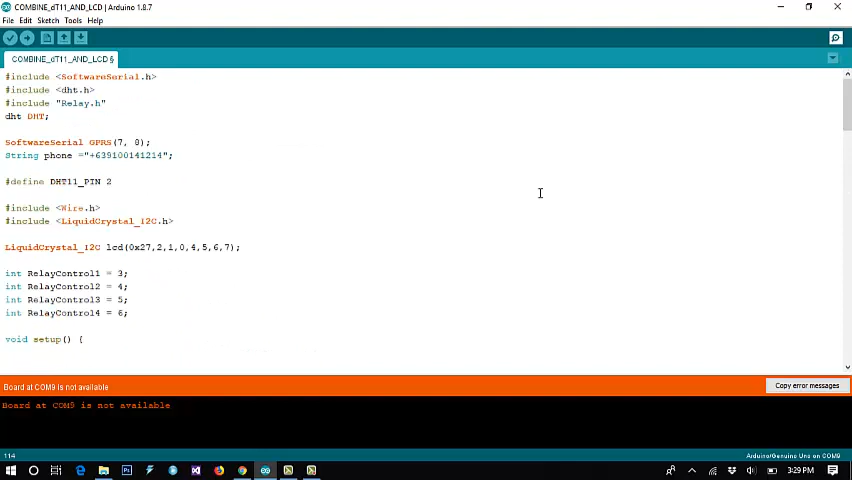 COMBINE_dT11_AND_LCD | Arduino 1.8.7
File Edit Sketch Tools Help
COMBINE_dT11_AND_LCD §
#include <SoftwareSerial.h>
#include <dht.h>
#include "Relay.h"
dht DHT;
SoftwareSerial GPRS(7, 8);
String phone ="+639100141214";
#define DHT11_PIN 2
#include <Wire.h>
#include <LiquidCrystal_I2C.h>
LiquidCrystal_I2C lcd(0x27,2,1,0,4,5,6,7);
int RelayControl1 = 3;
int RelayControl2 = 4;
int RelayControl3 = 5;
int RelayControl4 = 6;
void setup() {
Board at COM9 is not available
Copy error messages
Board at COM9 is not available
114
Arduino/Genuino Uno on COM9
3:29 PM